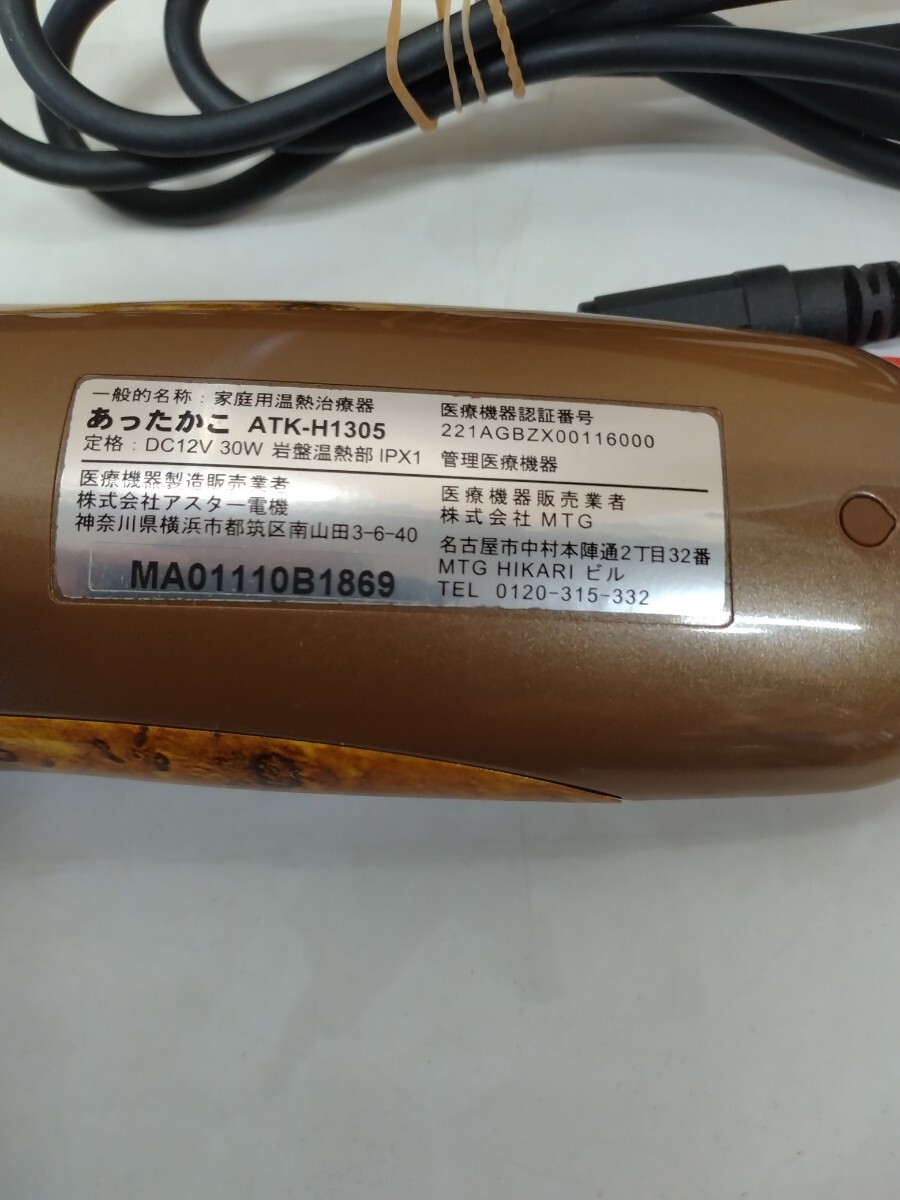 一般的名称：家庭用温熱治療器
あったかこ ATK-H1305
定格：DC12V 30W 岩盤温熱部 IPX1
医療機器認証番号
221AGBZX00116000
管理医療機器
医療機器製造販売業者
株式会社アスター電機
神奈川県横浜市都筑区南山田3-6-40
MA01110B1869
医療機器販売業者
株式会社 MTG
名古屋市中村本陣通2丁目32番
MTG HIKARI ビル
TEL 0120-315-332